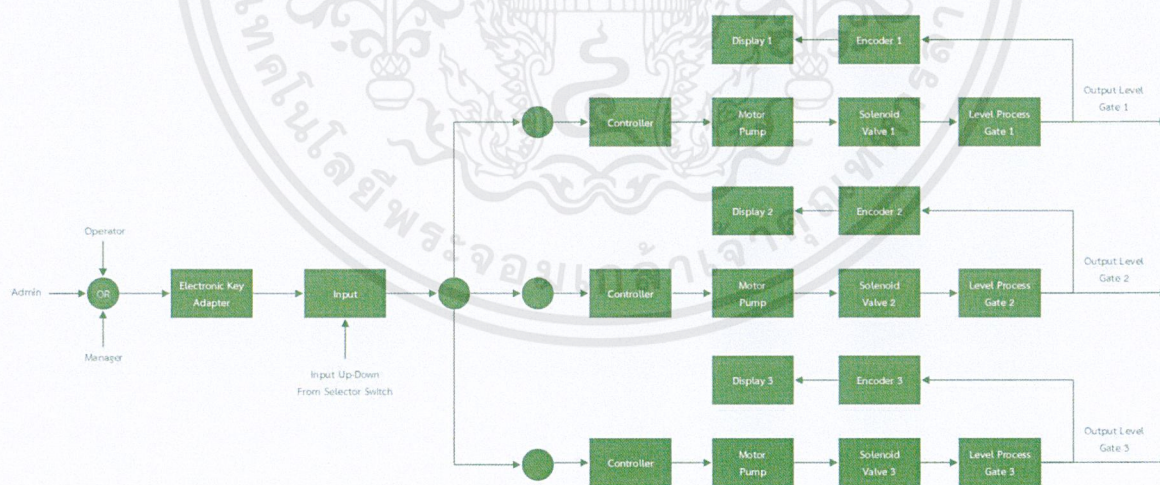 Display 1
Encoder 1
Output Level
Gate 1
Controller
Motor
Pump
Solenoid
Valve 1
Level Process
Gate 1
Display 2
Encoder 2
Operator
Output Level
Gate 2
Admin
OR
Electronic Key
Adapter
Input
Controller
Motor
Pump
Solenoid
Valve 2
Level Process
Gate 2
Manager
Input Up-Down
From Selector Switch
Display 3
Encoder 3
Output Level
Gate 3
Controller
Motor
Pump
Solenoid
Valve 3
Level Process
Gate 3